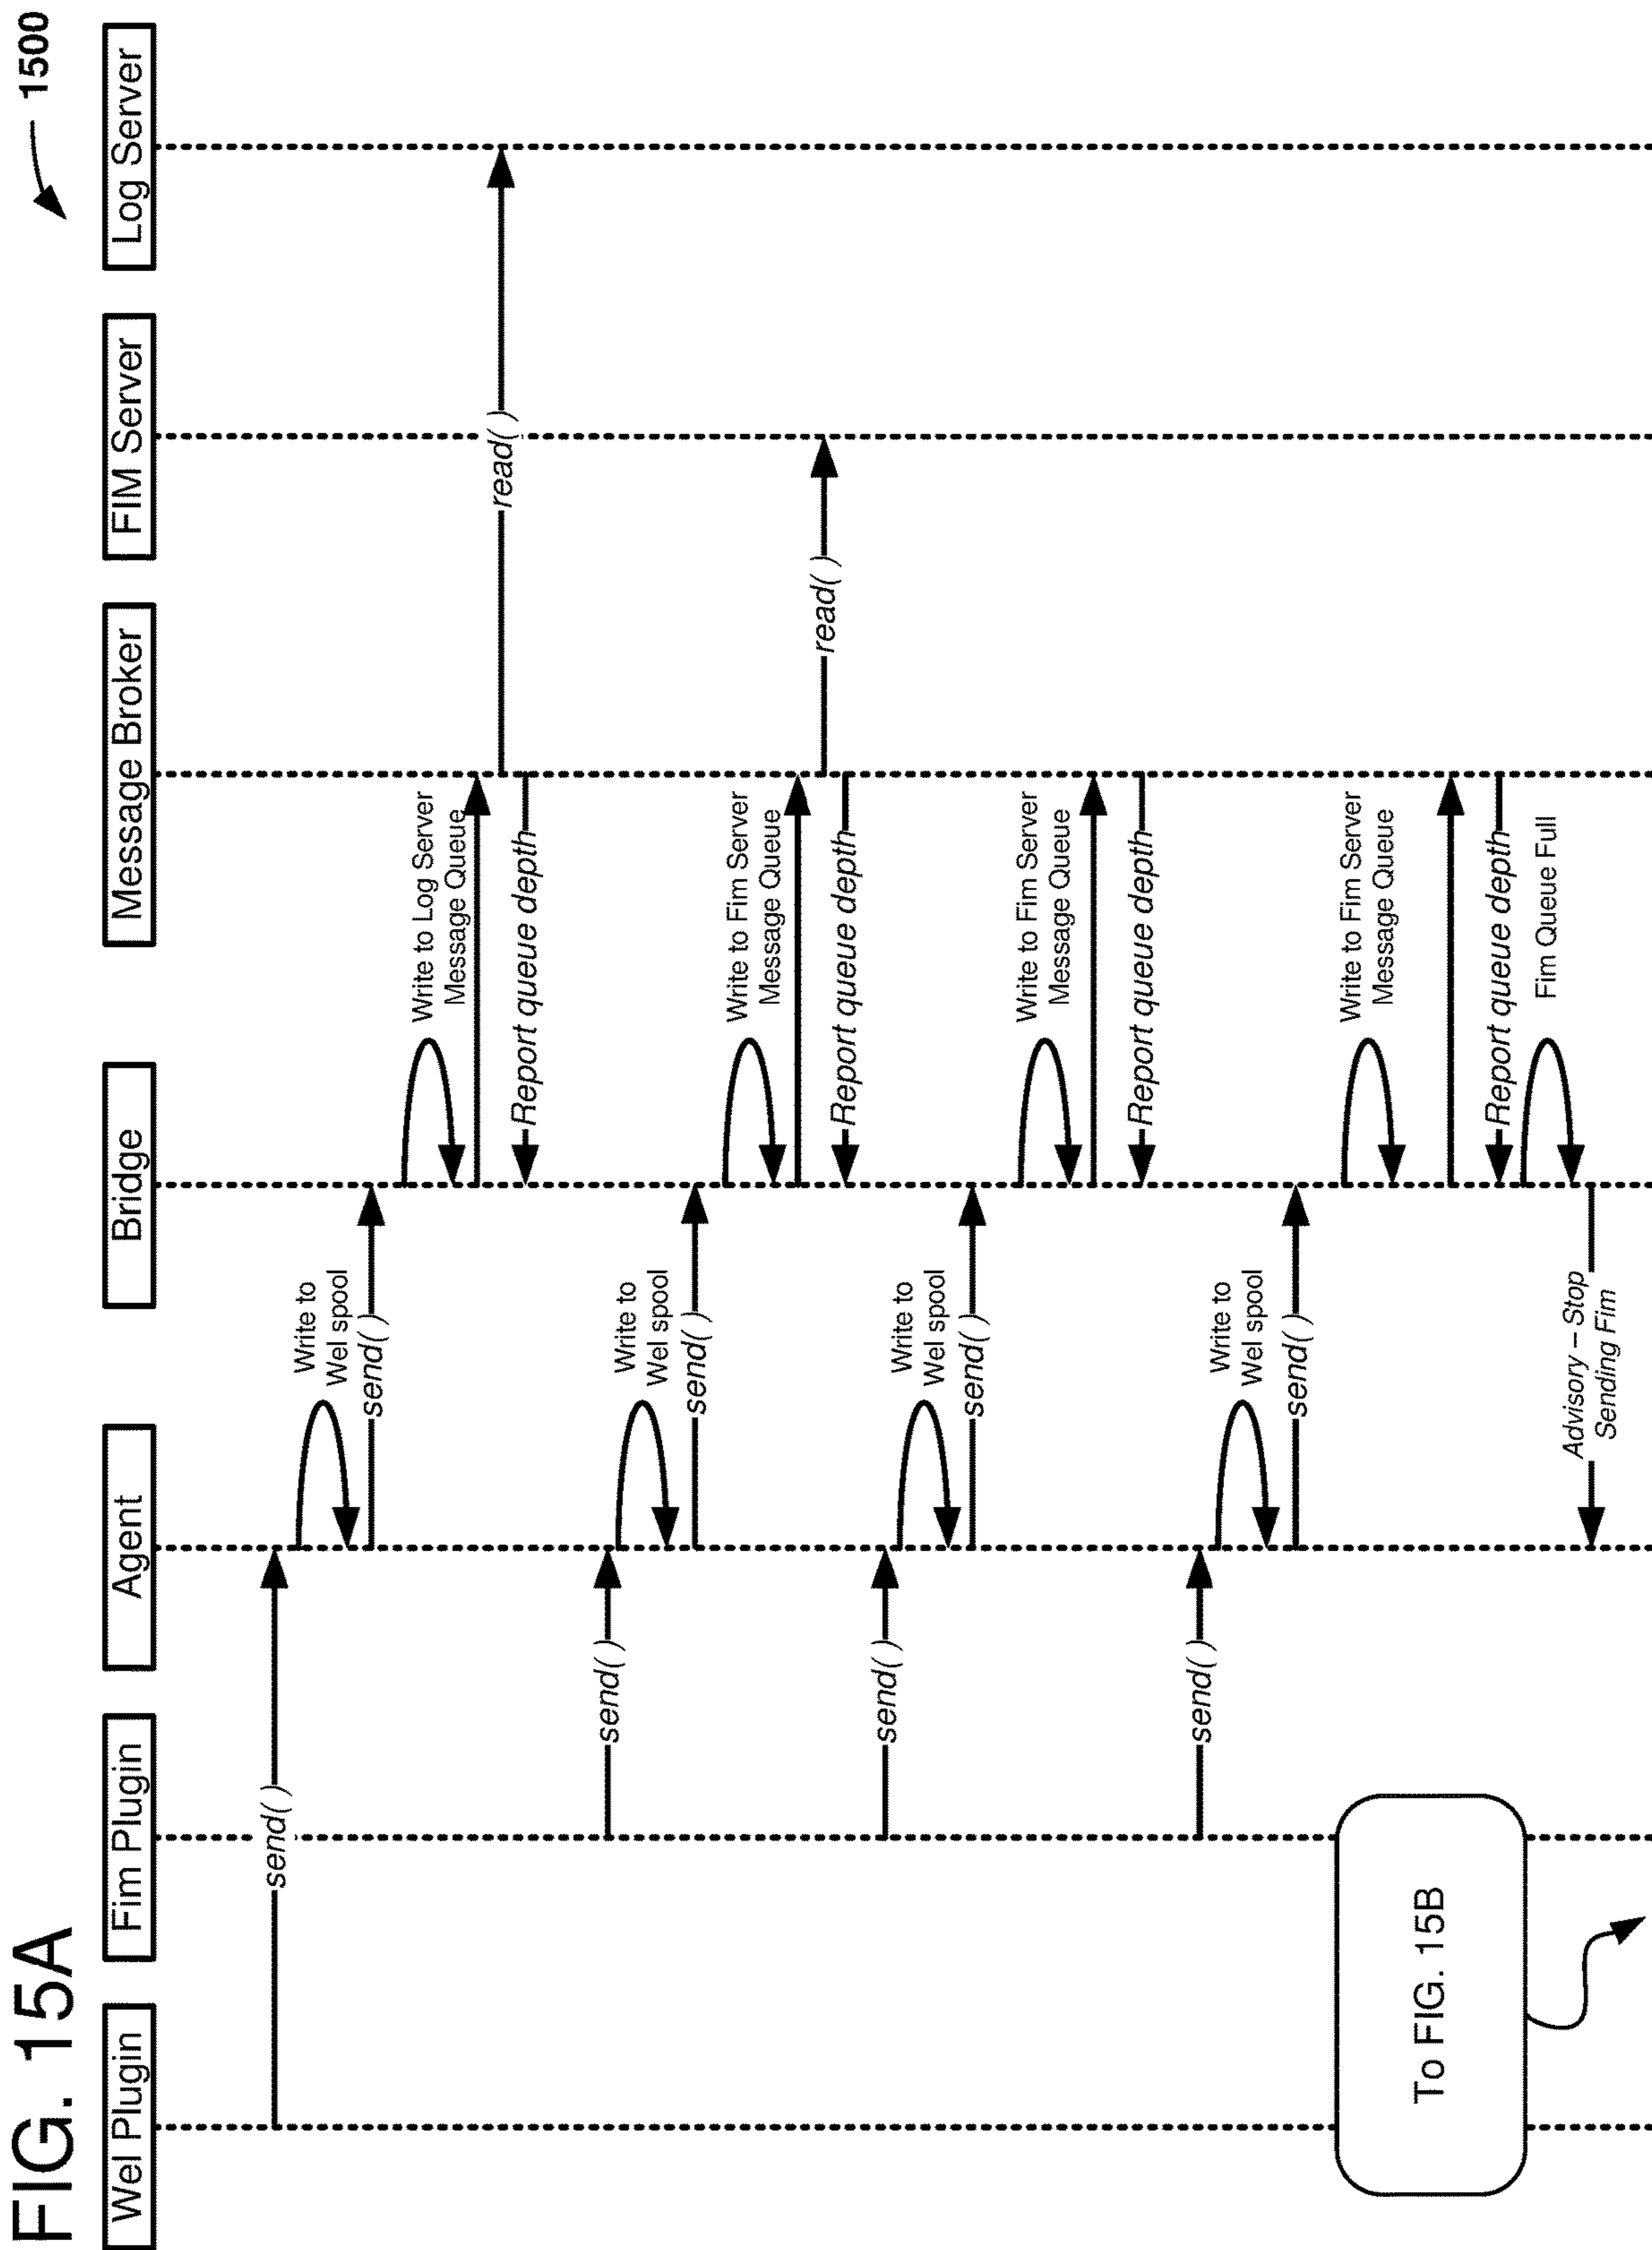 FIG. 15A
1500
Wel Plugin
Fim Plugin
Agent
Bridge
Message Broker
FIM Server
Log Server
send( )
Write to
Wel spool
send( )
Write to Log Server
Message Queue
read( )
Report queue depth
send( )
Write to
Wel spool
send( )
Write to Fim Server
Message Queue
read( )
Report queue depth
send( )
Write to
Wel spool
send( )
Write to Fim Server
Message Queue
Report queue depth
send( )
Write to
Wel spool
send( )
Write to Fim Server
Message Queue
Report queue depth
Fim Queue Full
Advisory – Stop
Sending Fim
To FIG. 15B